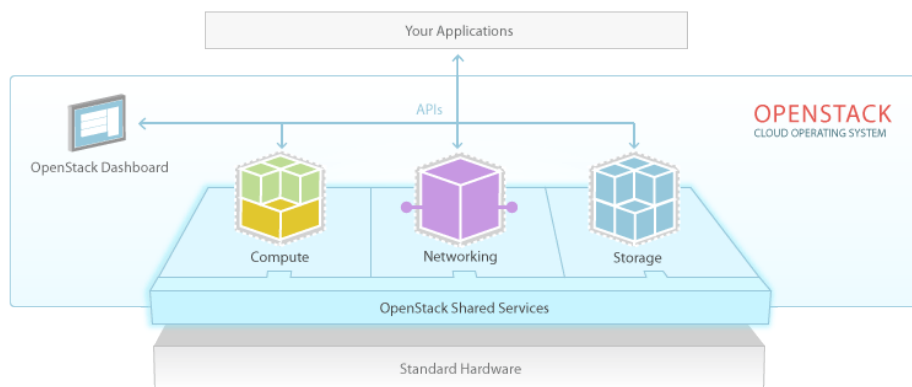 Your Applications
APIs
OPENSTACK
CLOUD OPERATING SYSTEM
OpenStack Dashboard
Compute
Networking
Storage
OpenStack Shared Services
Standard Hardware